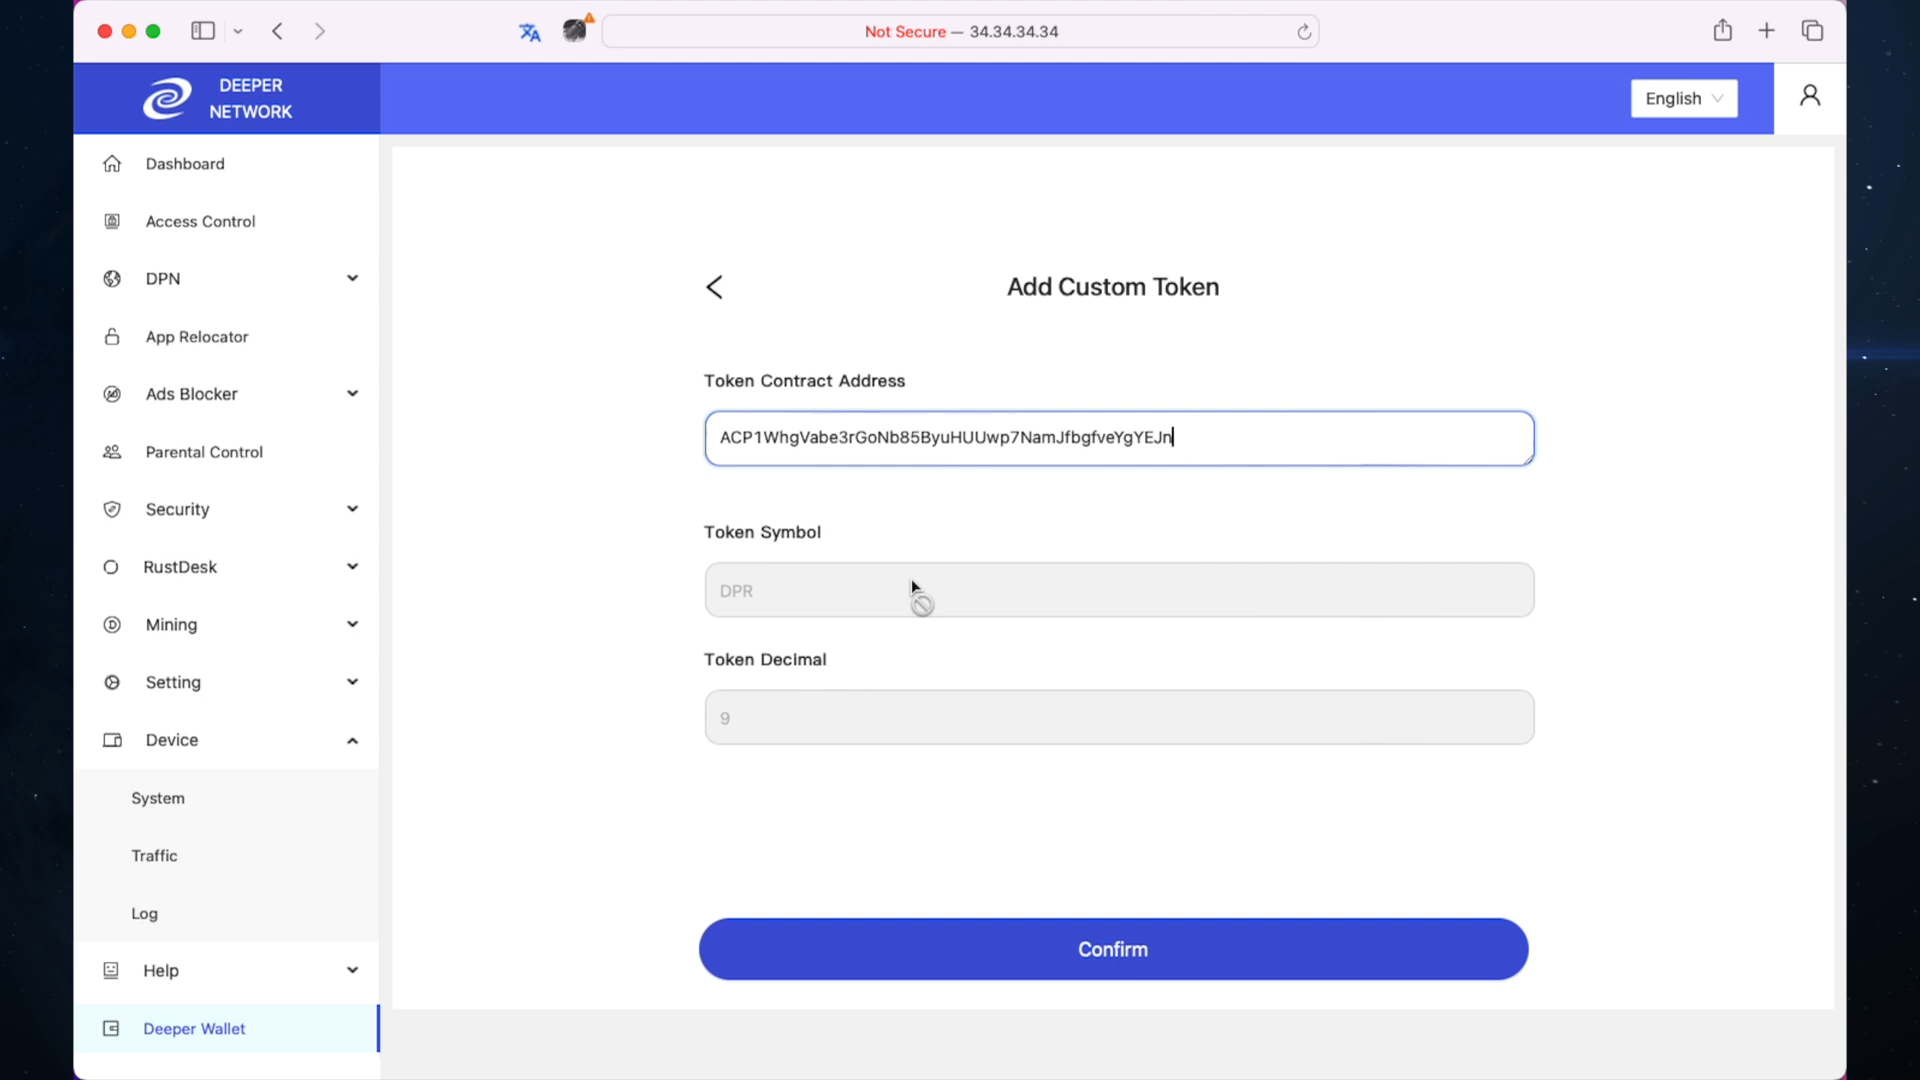 Not Secure — 34.34.34.34
DEEPER
NETWORK
English
Dashboard
Access Control
DPN
App Relocator
Ads Blocker
Parental Control
Security
RustDesk
Mining
Setting
Device
System
Traffic
Log
Help
Deeper Wallet
Add Custom Token
Token Contract Address
ACP1WhgVabe3rGoNb85ByuHUUwp7NamJfbgfveYgYEJn
Token Symbol
DPR
Token Decimal
9
Confirm